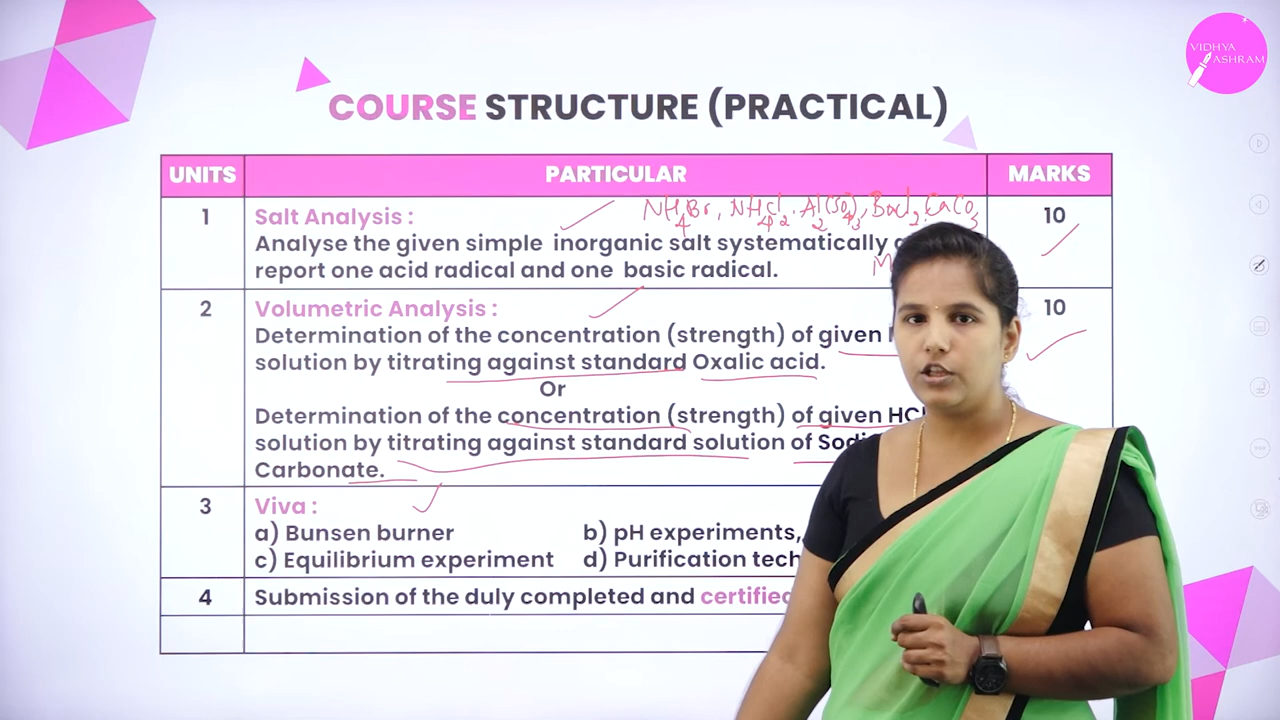 VIDHYA
ASHRAM
COURSE STRUCTURE (PRACTICAL)
UNITS PARTICULAR MARKS
1 Salt Analysis : 10
NH4Br, NH4Cl2, Al2(SO4)3, BaCl2, CaCO3
Analyse the given simple inorganic salt systematically
report one acid radical and one basic radical.
2 Volumetric Analysis : 10
Determination of the concentration (strength) of given
solution by titrating against standard Oxalic acid.
Or
Determination of the concentration (strength) of given HCl
solution by titrating against standard solution of
Carbonate.
3 Viva :
a) Bunsen burner b) pH experiments,
c) Equilibrium experiment d) Purification
4 Submission of the duly completed and certified